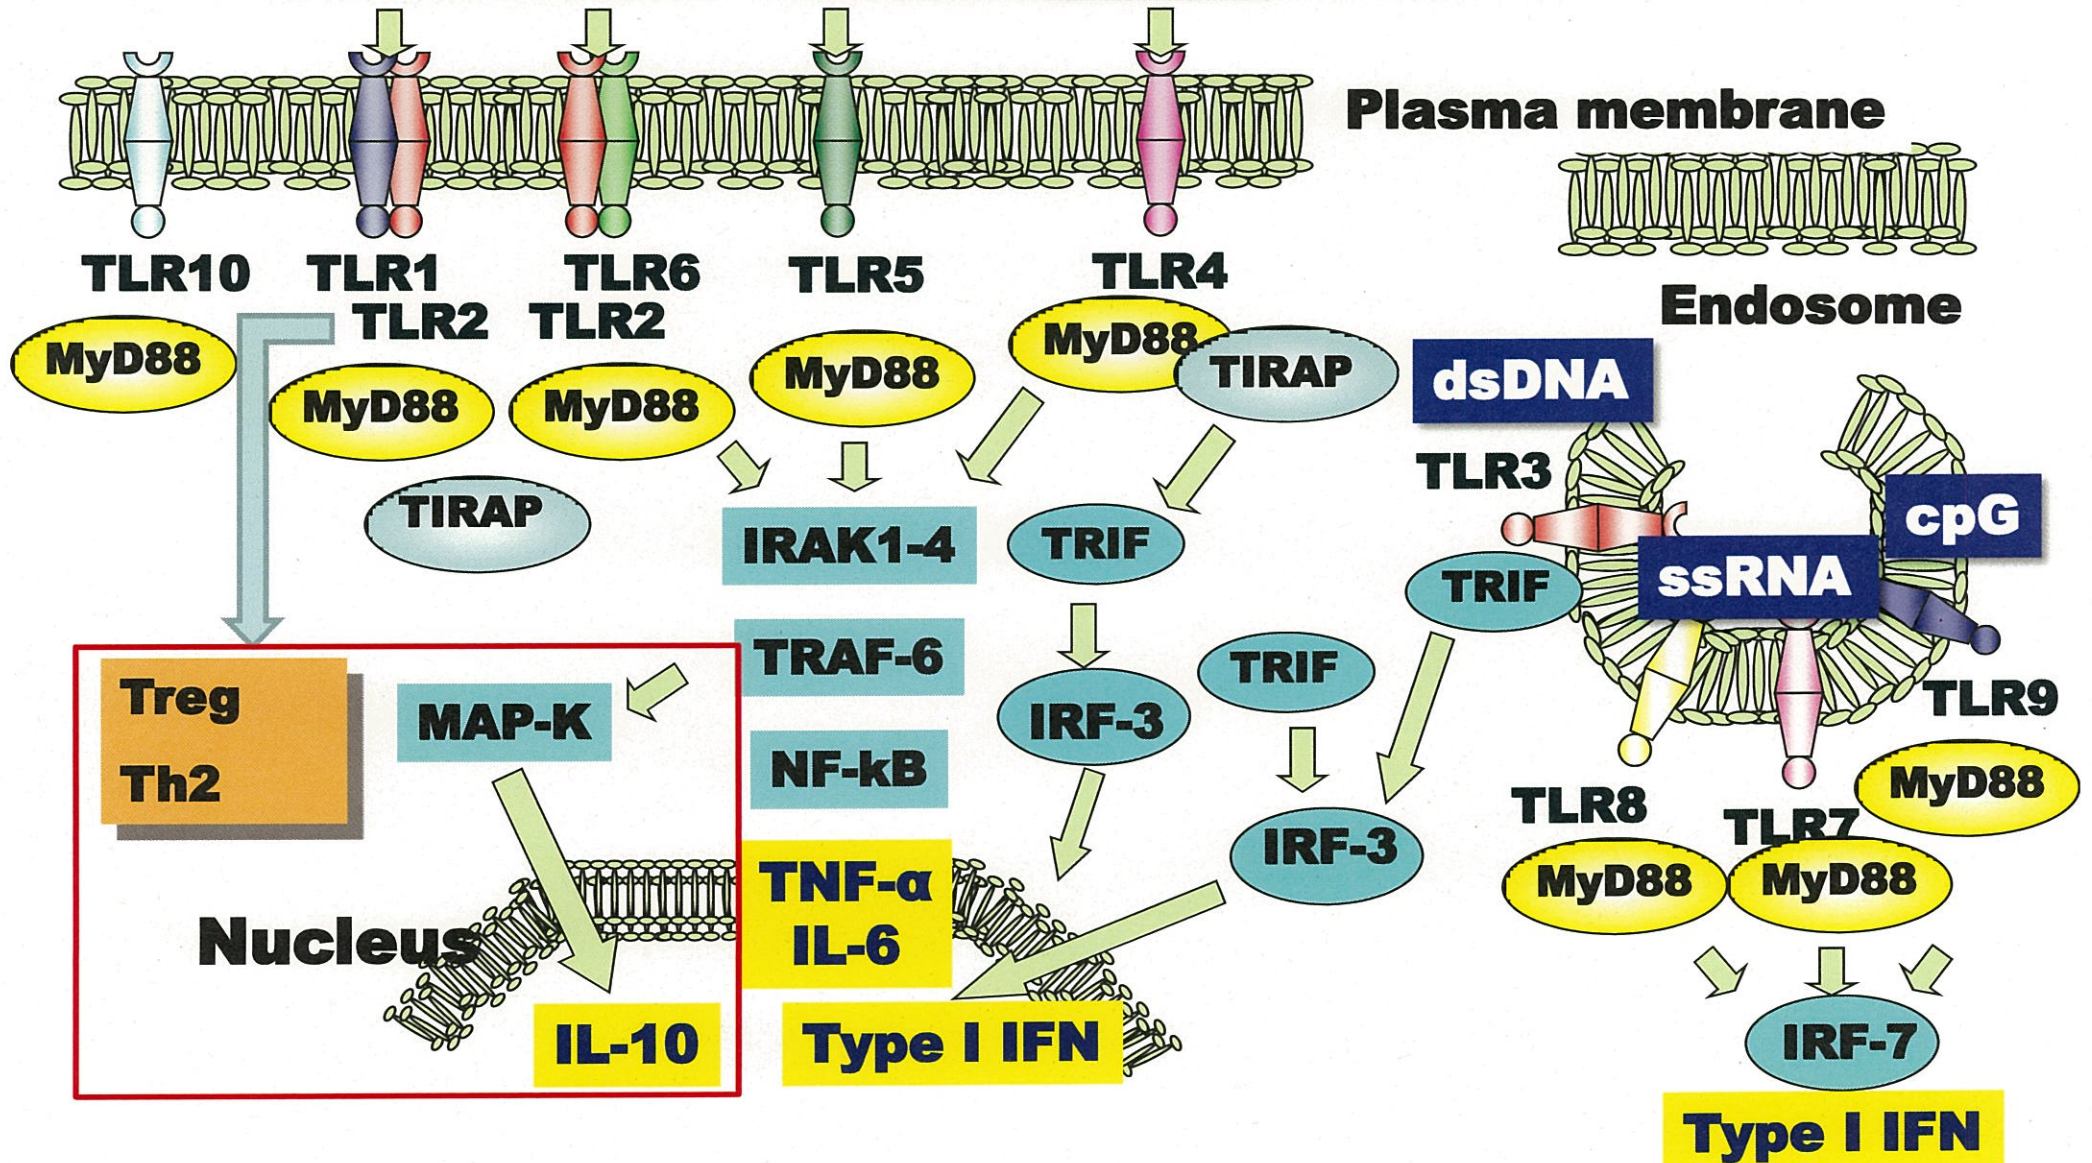 Plasma membrane
TLR10
TLR1
TLR2
TLR6
TLR2
TLR5
TLR4
Endosome
MyD88
MyD88
MyD88
MyD88
MyD88
TIRAP
TIRAP
dsDNA
TLR3
cpG
ssRNA
IRAK1-4
TRIF
TRIF
TRAF-6
TRIF
Treg
Th2
MAP-K
NF-kB
IRF-3
IRF-3
TLR9
MyD88
TLR8
TLR7
MyD88
MyD88
TNF-α
IL-6
Nucleus
IL-10
Type I IFN
IRF-7
Type I IFN